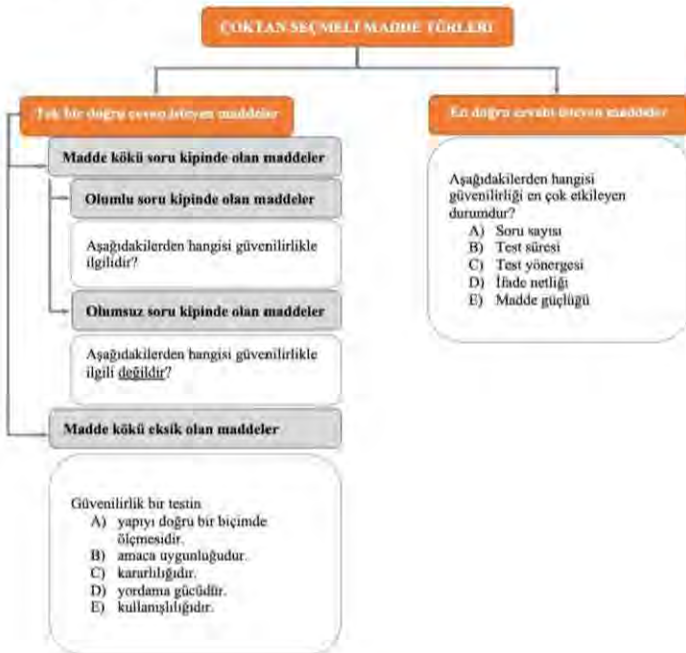 ÇOKTAN SEÇMELİ MADDE TÜRLERİ
Tek bir doğru cevap isteyen maddeler
Madde kökü soru kipinde olan maddeler
Olumlu soru kipinde olan maddeler
Aşağıdakilerden hangisi güvenilirlikle
ilgilidir?
Olumsuz soru kipinde olan maddeler
Aşağıdakilerden hangisi güvenilirlikle
ilgili değildir?
Madde kökü eksik olan maddeler
Güvenilirlik bir testin
A) yapıyı doğru bir biçimde
ölçmesidir.
B) amaca uygunluğudur.
C) kararlılığıdır.
D) yordama gücüdür.
E) kullanışlılığıdır.
En doğru cevabı isteyen maddeler
Aşağıdakilerden hangisi
güvenilirliği en çok etkileyen
durumdur?
A) Soru sayısı
B) Test süresi
C) Test yönergesi
D) İfade netliği
E) Madde güçlüğü